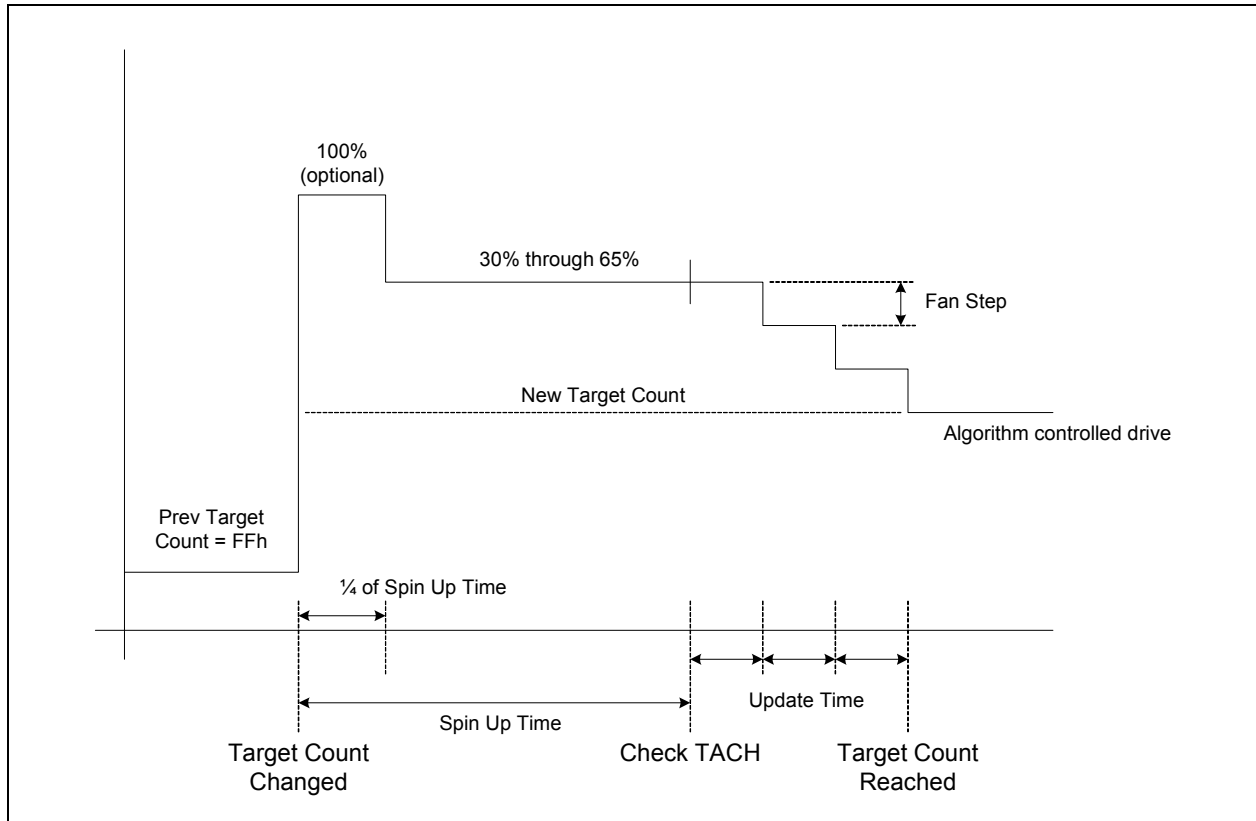 100%
(optional)
30% through 65%
Fan Step
New Target Count
Algorithm controlled drive
Prev Target
Count = FFh
¼ of Spin Up Time
Update Time
Spin Up Time
Target Count
Changed
Check TACH
Target Count
Reached